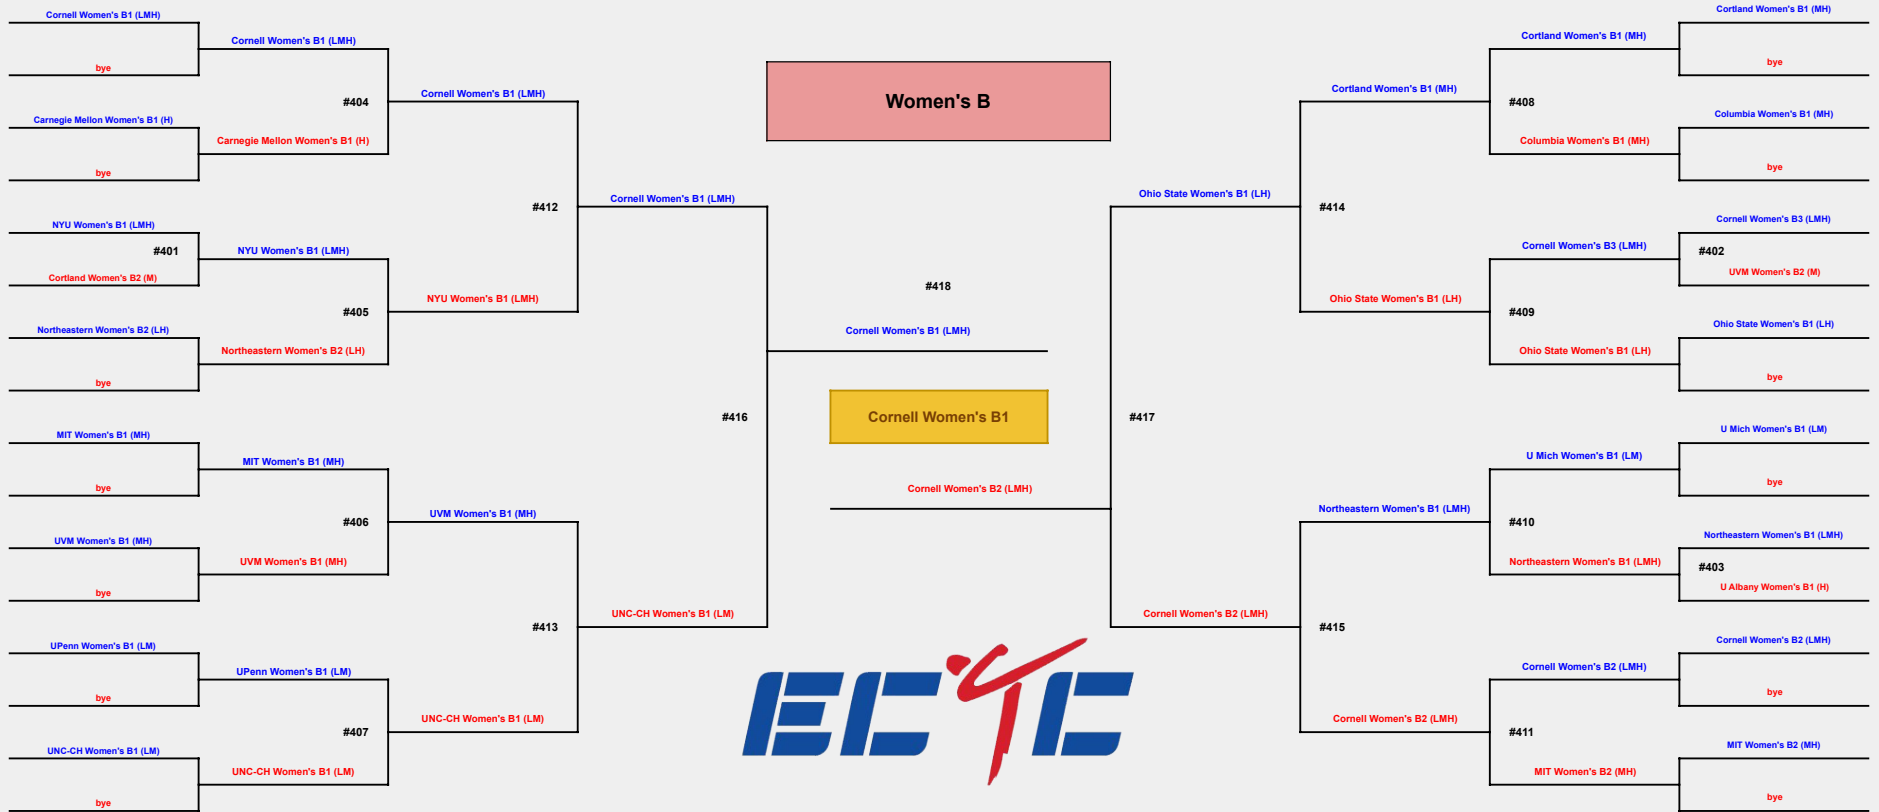 Cornell Women's B1 (LMH)
bye
Carnegie Mellon Women's B1 (H)
bye
NYU Women's B1 (LMH)
#401
Cortland Women's B2 (M)
Northeastern Women's B2 (LH)
bye
MIT Women's B1 (MH)
bye
UVM Women's B1 (MH)
bye
UPenn Women's B1 (LM)
bye
UNC-CH Women's B1 (LM)
bye
Cornell Women's B1 (LMH)
#404
Carnegie Mellon Women's B1 (H)
NYU Women's B1 (LMH)
#405
Northeastern Women's B2 (LH)
MIT Women's B1 (MH)
#406
UVM Women's B1 (MH)
UPenn Women's B1 (LM)
#407
UNC-CH Women's B1 (LM)
Cornell Women's B1 (LMH)
#412
NYU Women's B1 (LMH)
UVM Women's B1 (MH)
#413
UNC-CH Women's B1 (LM)
Cornell Women's B1 (LMH)
#416
UNC-CH Women's B1 (LM)
Women's B
#418
Cornell Women's B1 (LMH)
Cornell Women's B1
Cornell Women's B2 (LMH)
ECTC
Ohio State Women's B1 (LH)
#417
Cornell Women's B2 (LMH)
Cortland Women's B1 (MH)
#414
Ohio State Women's B1 (LH)
Northeastern Women's B1 (LMH)
#415
Cornell Women's B2 (LMH)
Cortland Women's B1 (MH)
#408
Columbia Women's B1 (MH)
Cornell Women's B3 (LMH)
#409
Ohio State Women's B1 (LH)
U Mich Women's B1 (LM)
#410
Northeastern Women's B1 (LMH)
Cornell Women's B2 (LMH)
#411
MIT Women's B2 (MH)
Cortland Women's B1 (MH)
bye
Columbia Women's B1 (MH)
bye
Cornell Women's B3 (LMH)
#402
UVM Women's B2 (M)
Ohio State Women's B1 (LH)
bye
U Mich Women's B1 (LM)
bye
Northeastern Women's B1 (LMH)
#403
U Albany Women's B1 (H)
Cornell Women's B2 (LMH)
bye
MIT Women's B2 (MH)
bye